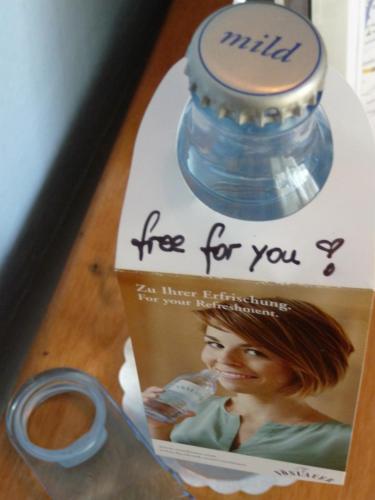 mild
free for you!
Zu Ihrer Erfrischung.
For your Refreshment.